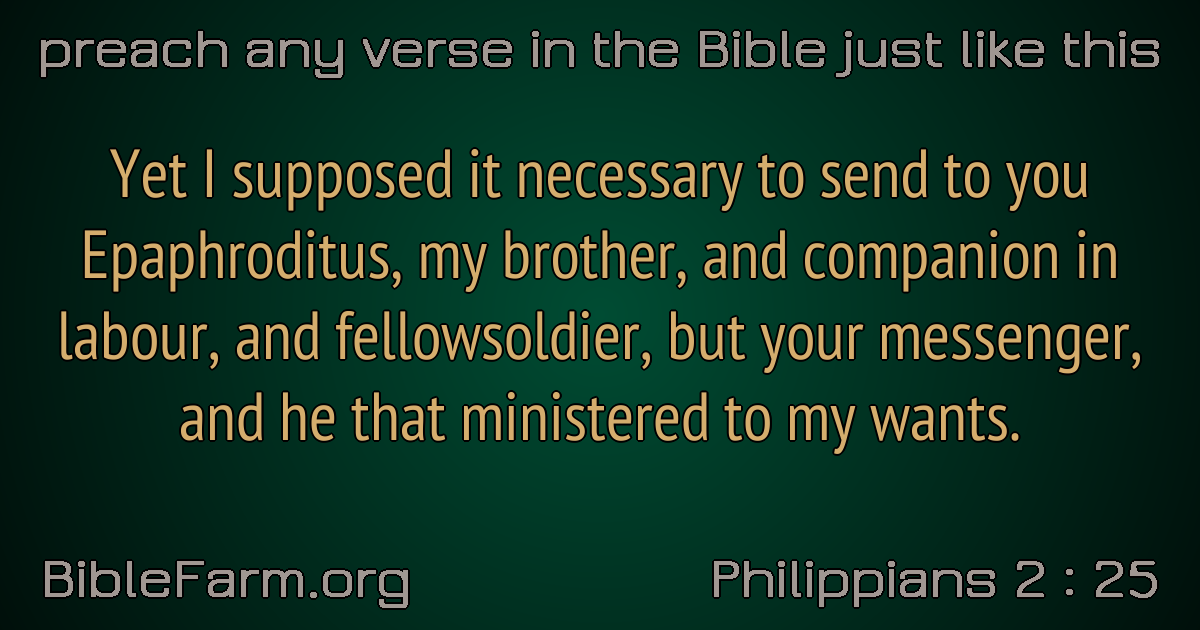 preach any verse in the Bible just like this
Yet I supposed it necessary to send to you
Epaphroditus, my brother, and companion in
labour, and fellowsoldier, but your messenger,
and he that ministered to my wants.
BibleFarm.org
Philippians 2 : 25